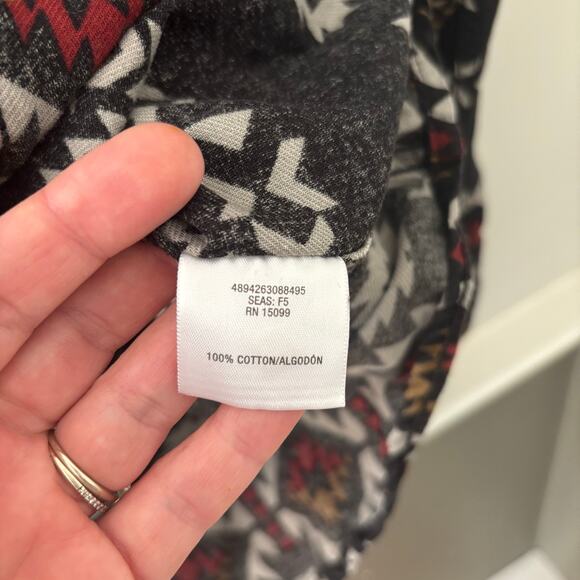 4894263088495
SEAS: F5
RN 15099
100% COTTON/ALGODÓN